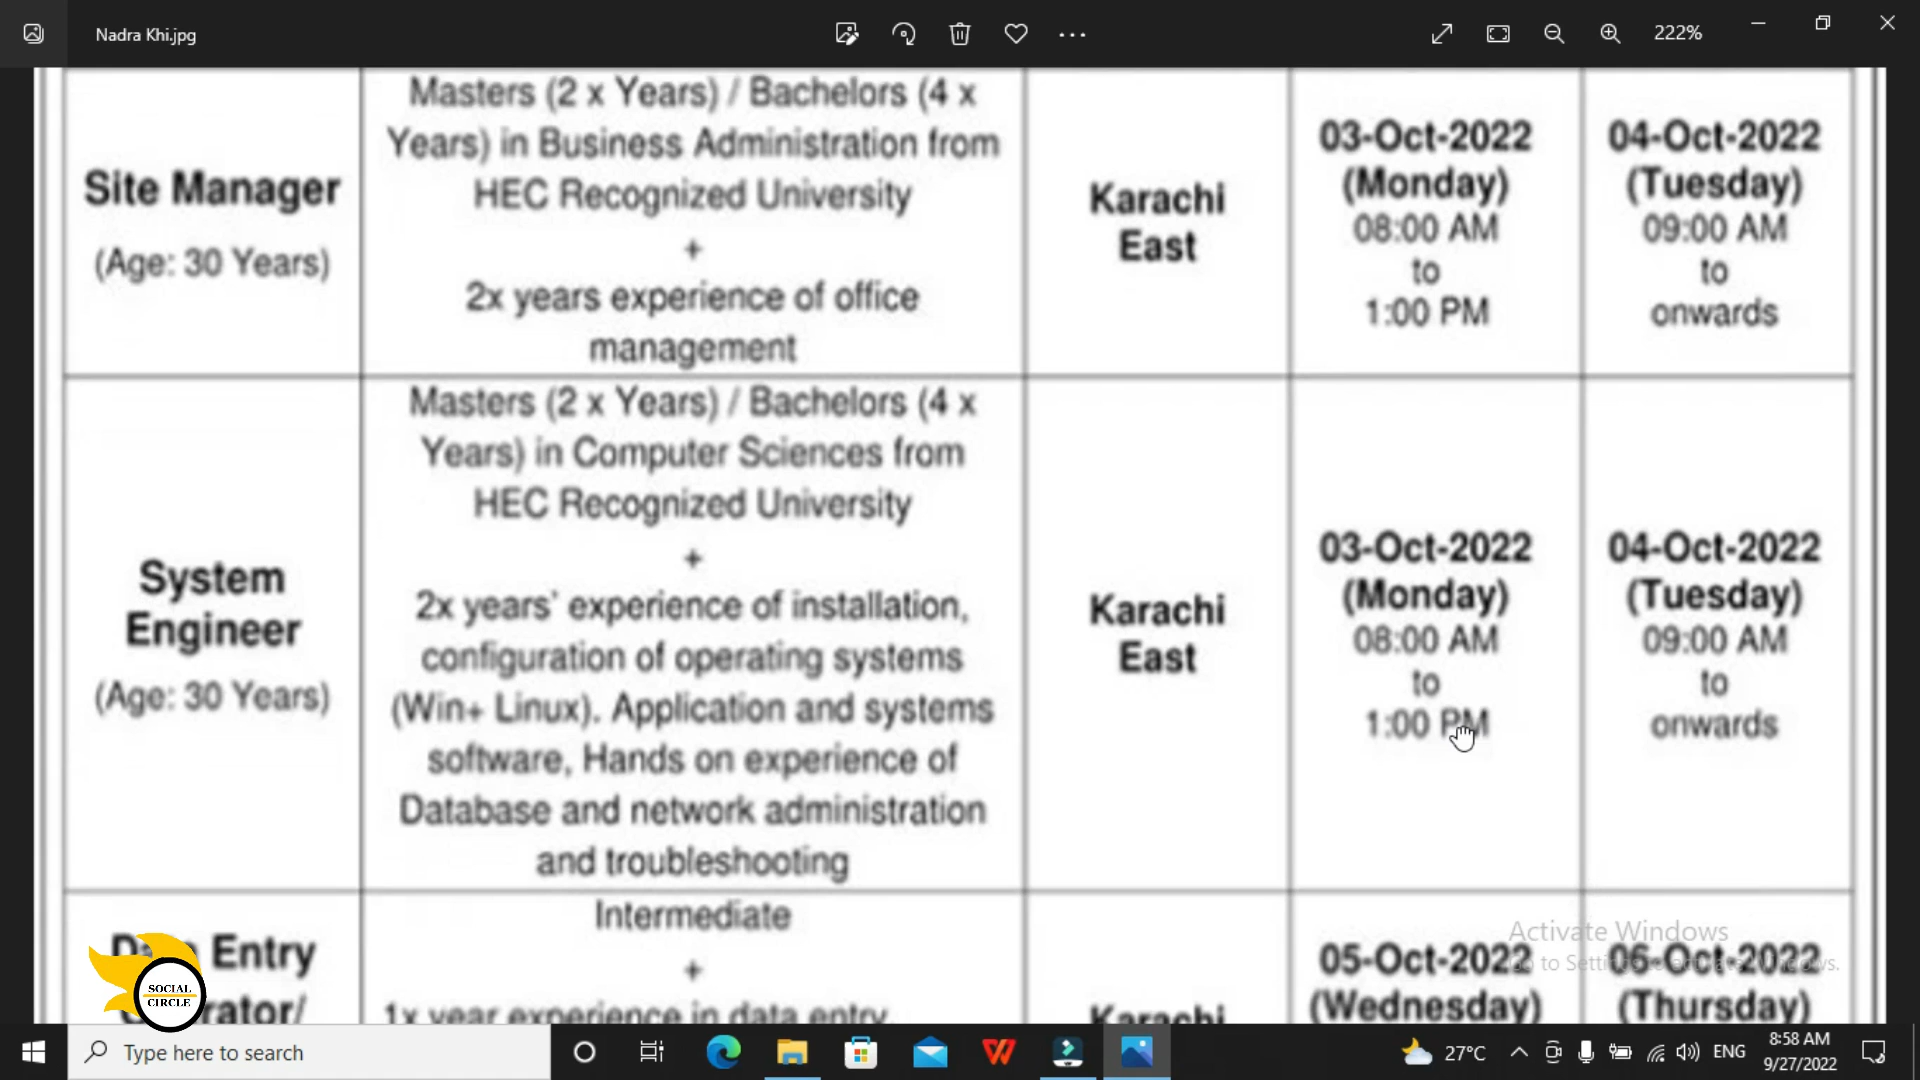 Nadra Khi.jpg
222%
Site Manager
(Age: 30 Years)
Masters (2 x Years) / Bachelors (4 x
Years) in Business Administration from
HEC Recognized University
+
2x years experience of office
management
Karachi
East
03-Oct-2022
(Monday)
08:00 AM
to
1:00 PM
04-Oct-2022
(Tuesday)
09:00 AM
to
onwards
System
Engineer
(Age: 30 Years)
Masters (2 x Years) / Bachelors (4 x
Years) in Computer Sciences from
HEC Recognized University
+
2x years' experience of installation,
configuration of operating systems
(Win+ Linux). Application and systems
software, Hands on experience of
Database and network administration
and troubleshooting
Karachi
East
03-Oct-2022
(Monday)
08:00 AM
to
1:00 PM
04-Oct-2022
(Tuesday)
09:00 AM
to
onwards
Entry
Intermediate
+
1x year experience in data entry
Karachi
05-Oct-2022
(Wednesday)
06-Oct-2022
(Thursday)
Activate Windows
SOCIAL
CIRCLE
Type here to search
27°C
ENG
8:58 AM
9/27/2022